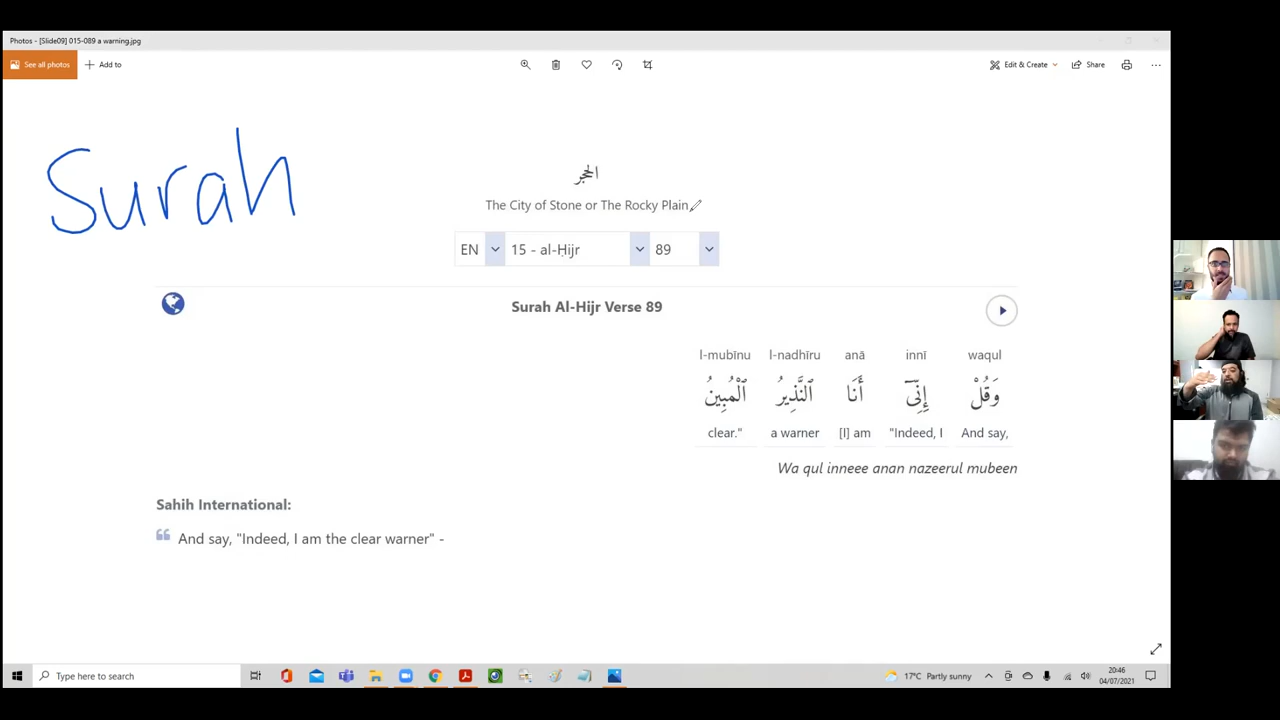 Photos - [Slide09] 015-089 a warning.jpg
See all photos
Add to
Edit & Create
Share
Surah
الحجر
The City of Stone or The Rocky Plain
EN
15 - al-Ḥijr
89
Surah Al-Hijr Verse 89
l-mubīnu l-nadhīru anā innī waqul
وَقُلْ إِنِّىٓ أَنَا ٱلنَّذِيرُ ٱلْمُبِينُ
clear." a warner [I] am "Indeed, I And say,
Wa qul inneee anan nazeerul mubeen
Sahih International:
And say, "Indeed, I am the clear warner" -
Type here to search
17°C Partly sunny
20:46
04/07/2021